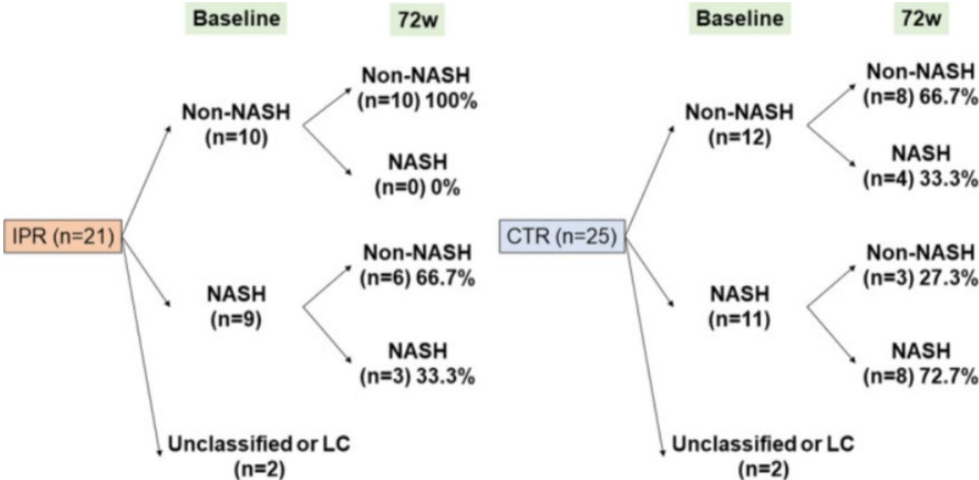 Baseline
72w
Non-NASH
(n=10)
Non-NASH
(n=10) 100%
NASH
(n=0) 0%
IPR (n=21)
NASH
(n=9)
Non-NASH
(n=6) 66.7%
NASH
(n=3) 33.3%
Unclassified or LC
(n=2)
Baseline
72w
Non-NASH
(n=12)
Non-NASH
(n=8) 66.7%
NASH
(n=4) 33.3%
CTR (n=25)
NASH
(n=11)
Non-NASH
(n=3) 27.3%
NASH
(n=8) 72.7%
Unclassified or LC
(n=2)